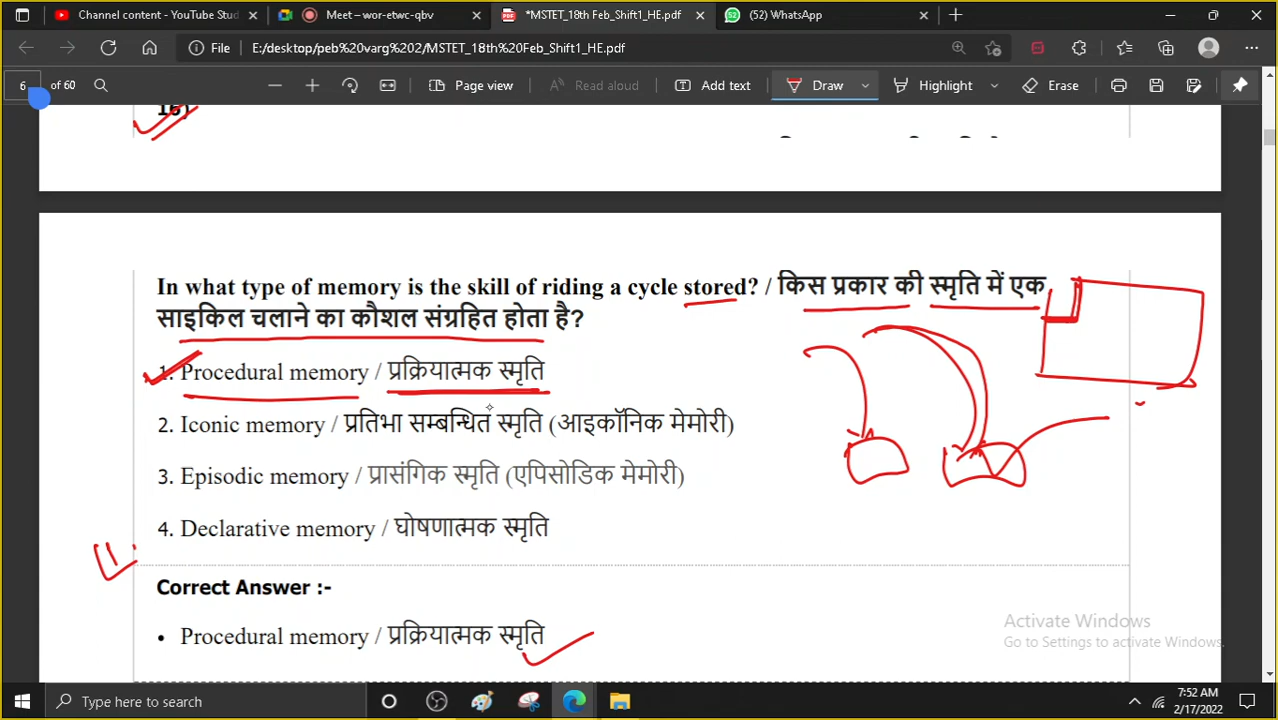 Channel content - YouTube Stud
Meet – wor-etwc-qbv
*MSTET_18th Feb_Shift1_HE.pdf
(52) WhatsApp
File
E:/desktop/peb%20varg%202/MSTET_18th%20Feb_Shift1_HE.pdf
6 of 60
Page view
Read aloud
Add text
Draw
Highlight
Erase
16)
In what type of memory is the skill of riding a cycle stored? / किस प्रकार की स्मृति में एक
साइकिल चलाने का कौशल संग्रहित होता है?
1. Procedural memory / प्रक्रियात्मक स्मृति
2. Iconic memory / प्रतिभा सम्बन्धित स्मृति (आइकॉनिक मेमोरी)
3. Episodic memory / प्रासंगिक स्मृति (एपिसोडिक मेमोरी)
4. Declarative memory / घोषणात्मक स्मृति
Correct Answer :-
• Procedural memory / प्रक्रियात्मक स्मृति
Activate Windows
Go to Settings to activate Windows.
Type here to search
7:52 AM
2/17/2022